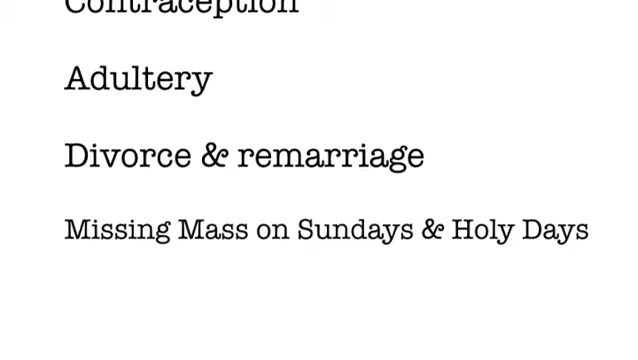 Contraception
Adultery
Divorce & remarriage
Missing Mass on Sundays & Holy Days